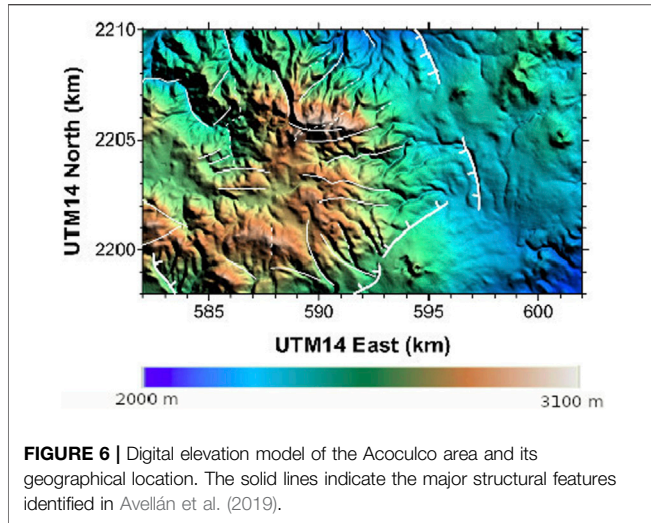 2210
2205
2200
UTM14 North (km)
585 590 595 600
UTM14 East (km)
2000 m 3100 m
FIGURE 6 | Digital elevation model of the Acoculco area and its
geographical location. The solid lines indicate the major structural features
identified in Avellán et al. (2019).